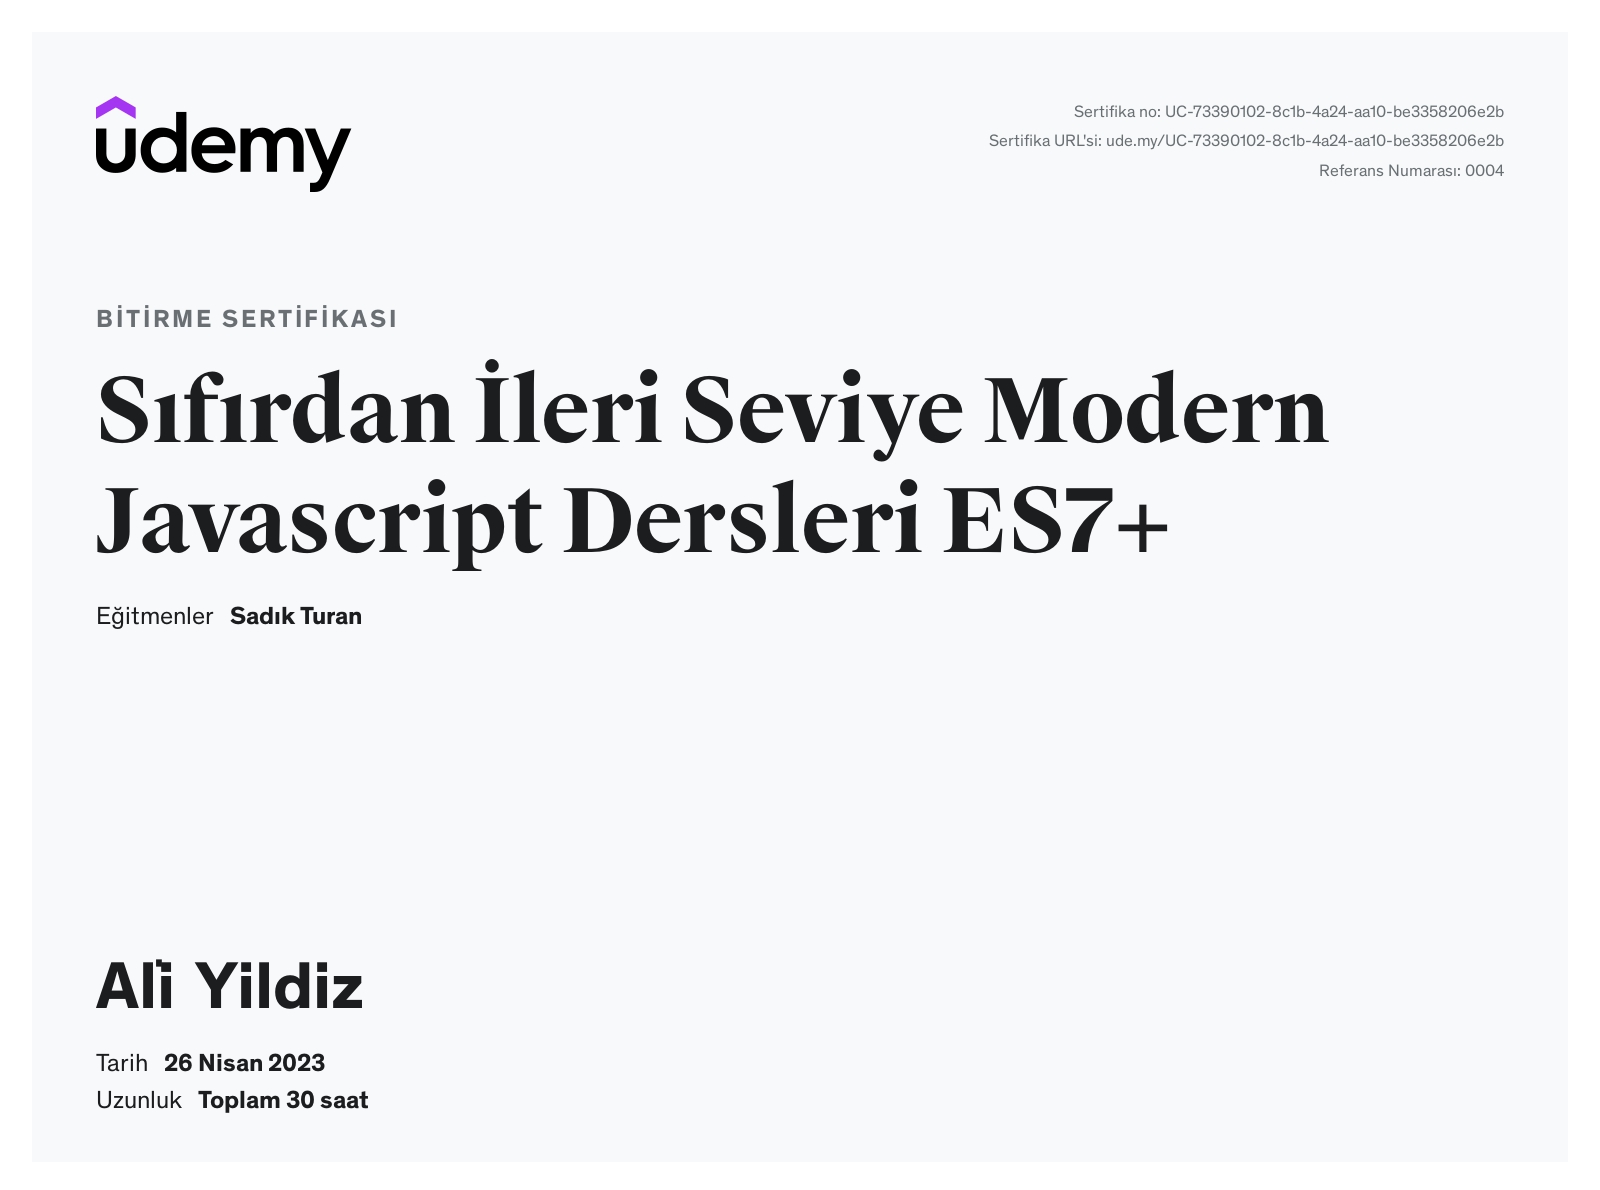 udemy
Sertifika no: UC-73390102-8c1b-4a24-aa10-be3358206e2b
Sertifika URL'si: ude.my/UC-73390102-8c1b-4a24-aa10-be3358206e2b
Referans Numarası: 0004
BİTİRME SERTİFİKASI
Sıfırdan İleri Seviye Modern
Javascript Dersleri ES7+
Eğitmenler Sadık Turan
Ali̇ Yildiz
Tarih 26 Nisan 2023
Uzunluk Toplam 30 saat